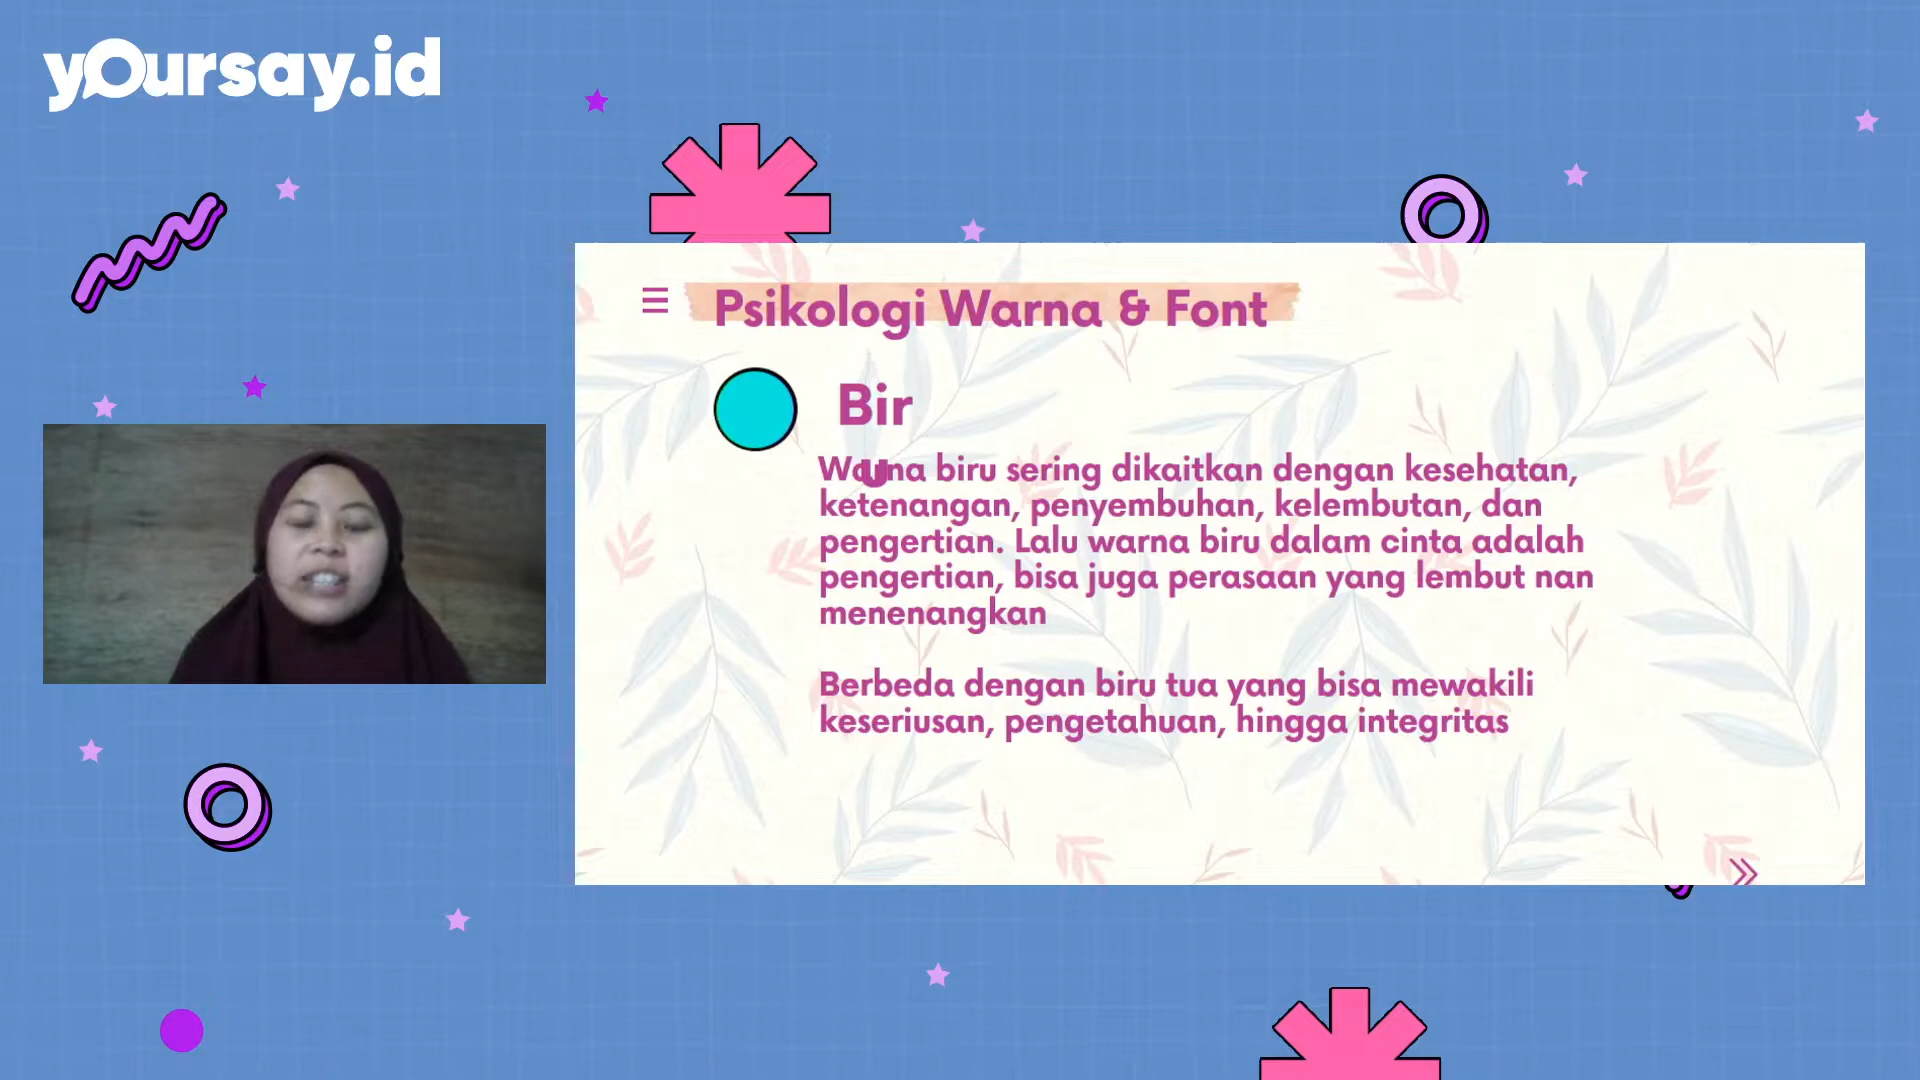 yoursay.id
Psikologi Warna & Font
Bir
u
Warna biru sering dikaitkan dengan kesehatan,
ketenangan, penyembuhan, kelembutan, dan
pengertian. Lalu warna biru dalam cinta adalah
pengertian, bisa juga perasaan yang lembut nan
menenangkan
Berbeda dengan biru tua yang bisa mewakili
keseriusan, pengetahuan, hingga integritas